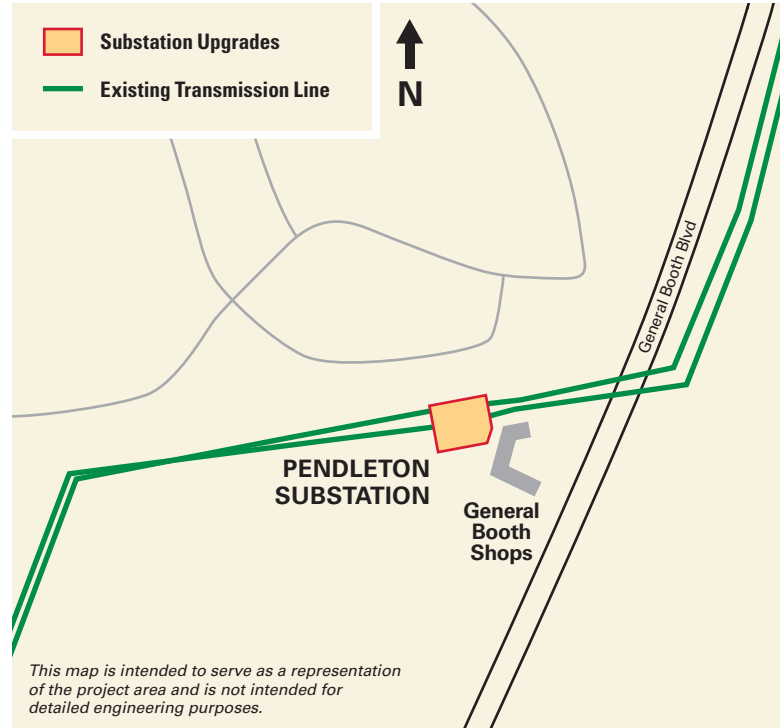 Substation Upgrades
Existing Transmission Line
N
General Booth Blvd
PENDLETON
SUBSTATION
General
Booth
Shops
This map is intended to serve as a representation
of the project area and is not intended for
detailed engineering purposes.